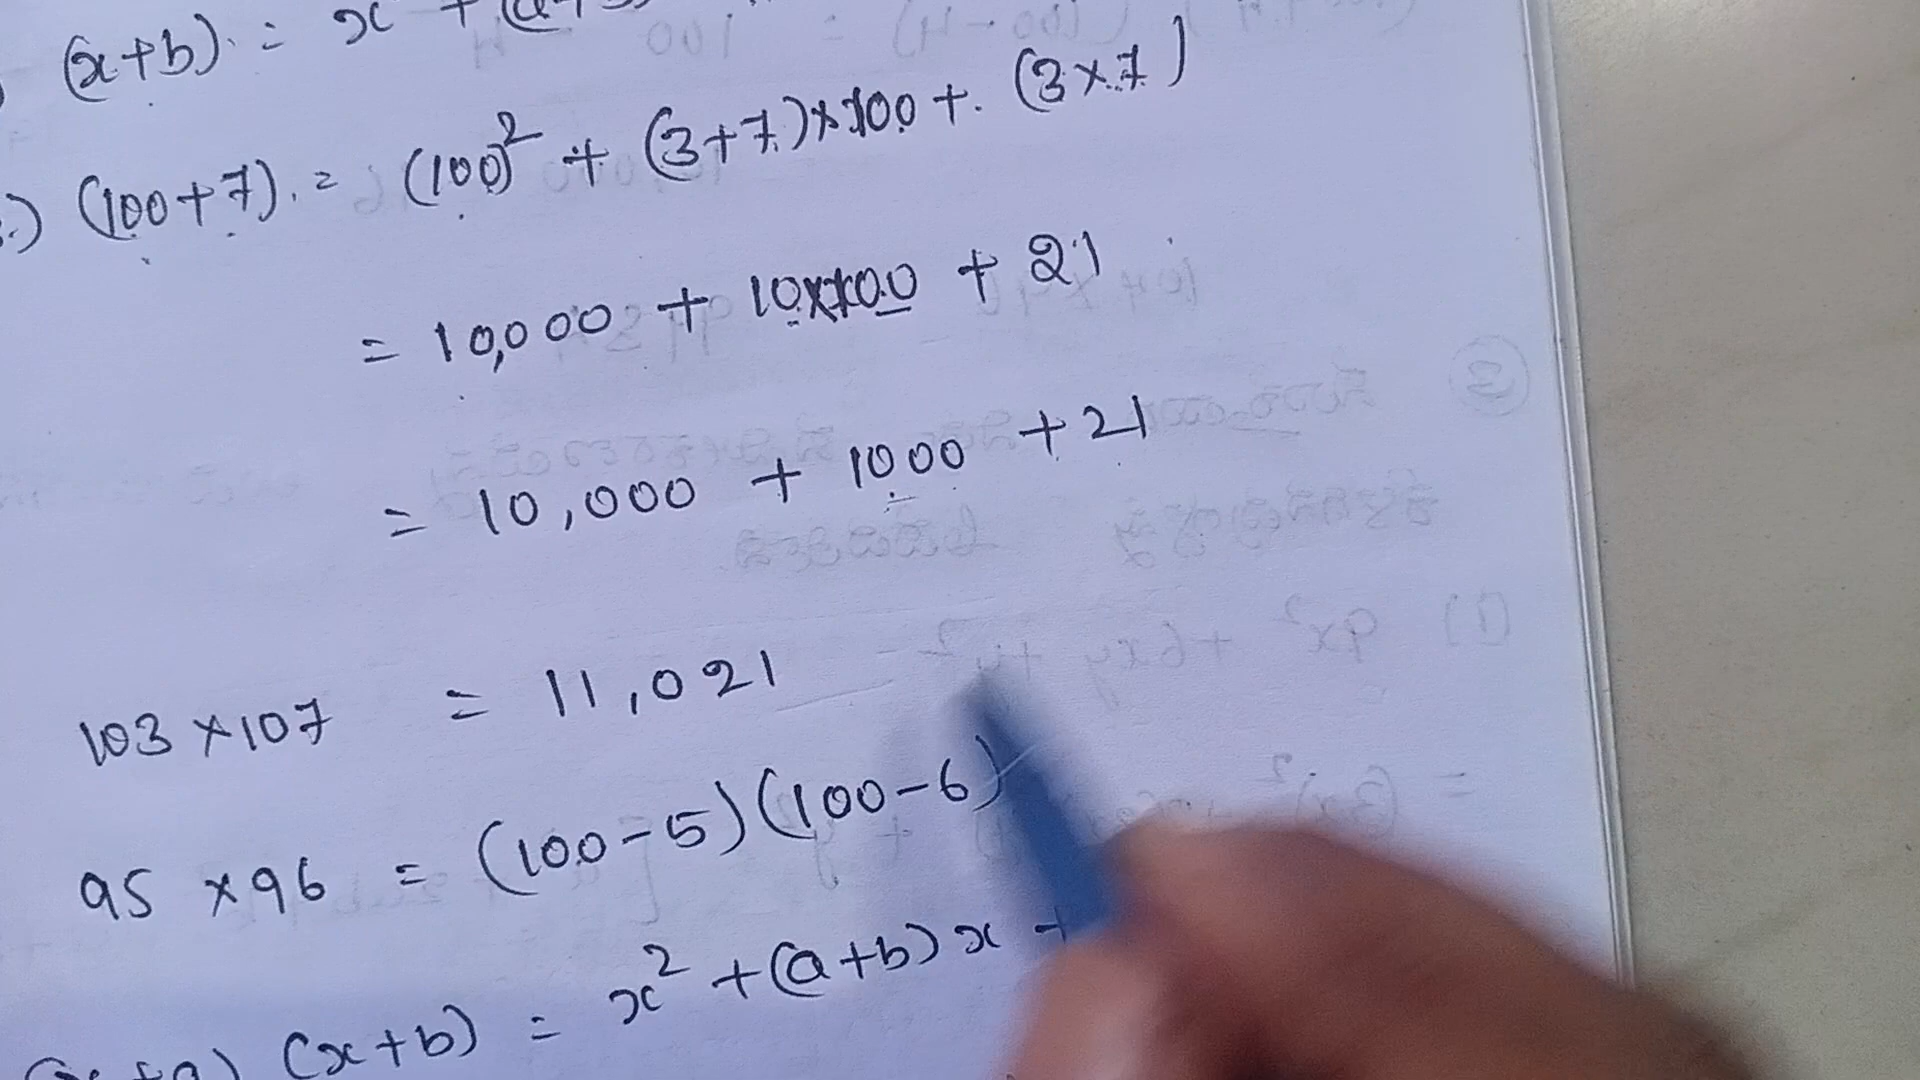 (x+b) = x + (a+
(100+7) = (100)² + (3+7)×100 + (3×7)
= 10,000 + 10×100 + 21
= 10,000 + 1000 + 21
103 × 107 = 11,021
95 × 96 = (100-5)(100-6)
(x+a) (x+b) = x² + (a+b)x +